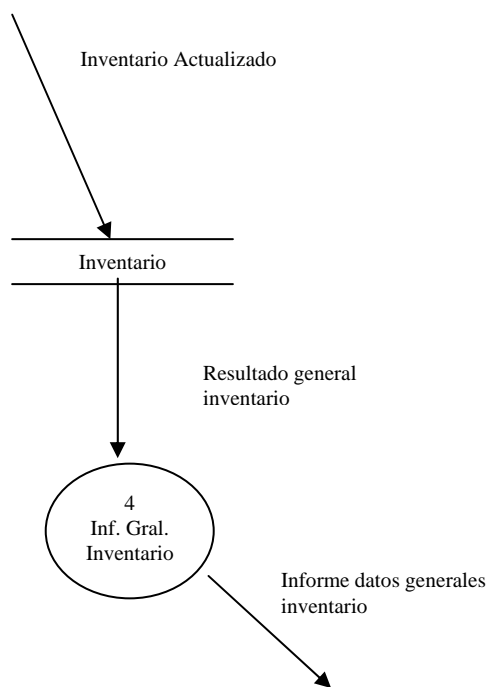 Inventario Actualizado
Inventario
Resultado general
inventario
4
Inf. Gral.
Inventario
Informe datos generales
inventario